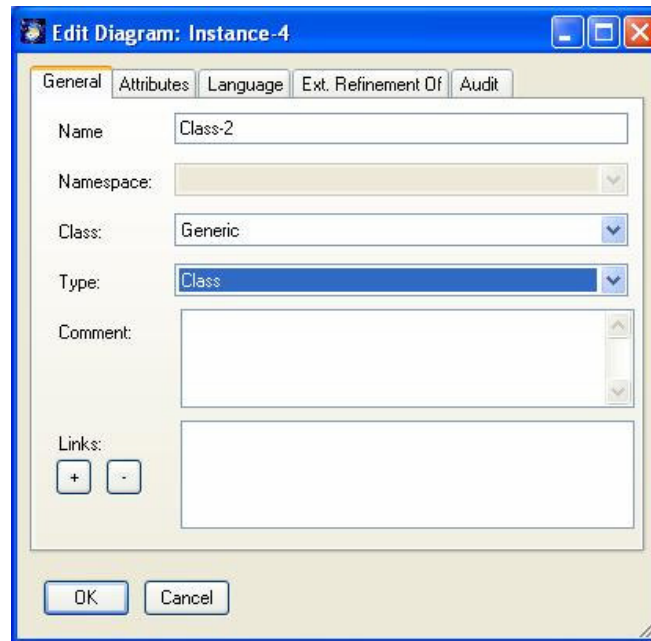 Edit Diagram: Instance-4
General Attributes Language Ext. Refinement Of Audit
Name Class-2
Namespace:
Class: Generic
Type: Class
Comment:
Links:
+ -
OK Cancel